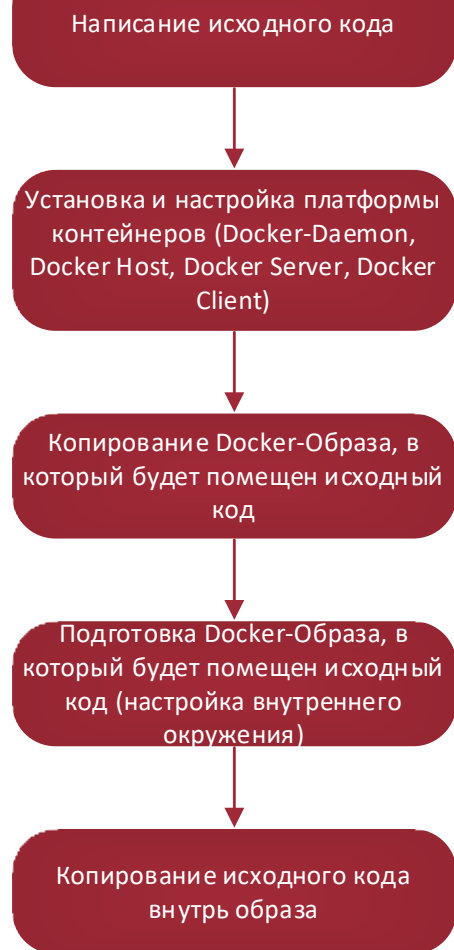 Написание исходного кода
Установка и настройка платформы
контейнеров (Docker-Daemon,
Docker Host, Docker Server, Docker
Client)
Копирование Docker-Образа, в
который будет помещен исходный
код
Подготовка Docker-Образа, в
который будет помещен исходный
код (настройка внутреннего
окружения)
Копирование исходного кода
внутрь образа